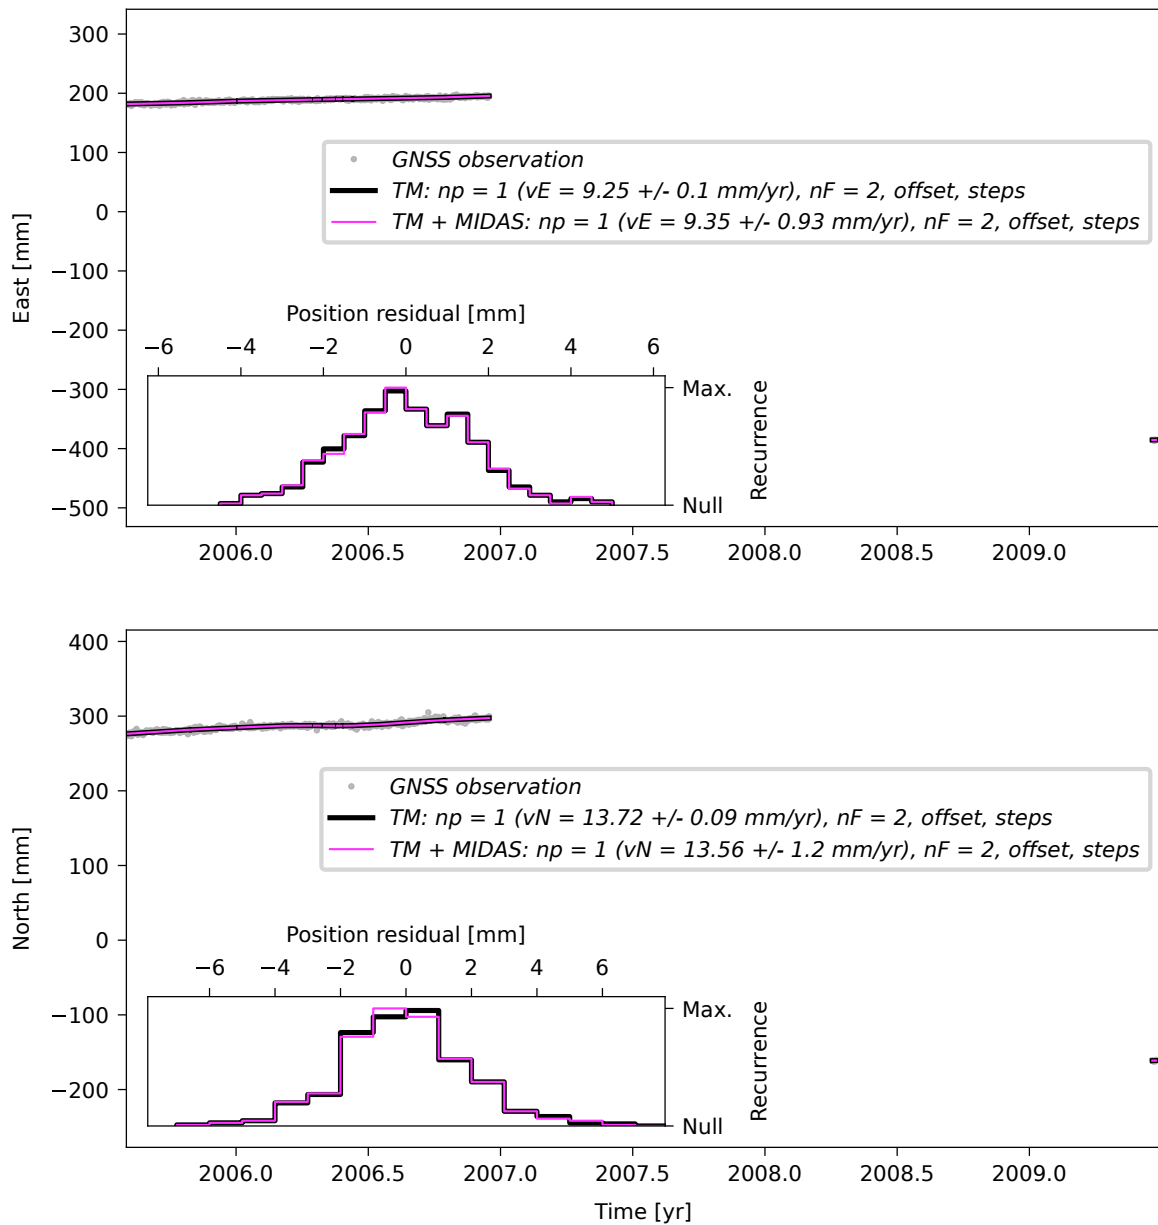 300
200
100
0
−100
−200
−300
−400
−500
East [mm]
GNSS observation
TM: np = 1 (vE = 9.25 +/- 0.1 mm/yr), nF = 2, offset, steps
TM + MIDAS: np = 1 (vE = 9.35 +/- 0.93 mm/yr), nF = 2, offset, steps
Position residual [mm]
−6 −4 −2 0 2 4 6
Max.
Null
Recurrence
2006.0 2006.5 2007.0 2007.5 2008.0 2008.5 2009.0
400
300
200
100
0
−100
−200
North [mm]
GNSS observation
TM: np = 1 (vN = 13.72 +/- 0.09 mm/yr), nF = 2, offset, steps
TM + MIDAS: np = 1 (vN = 13.56 +/- 1.2 mm/yr), nF = 2, offset, steps
Position residual [mm]
−6 −4 −2 0 2 4 6
Max.
Null
Recurrence
2006.0 2006.5 2007.0 2007.5 2008.0 2008.5 2009.0
Time [yr]